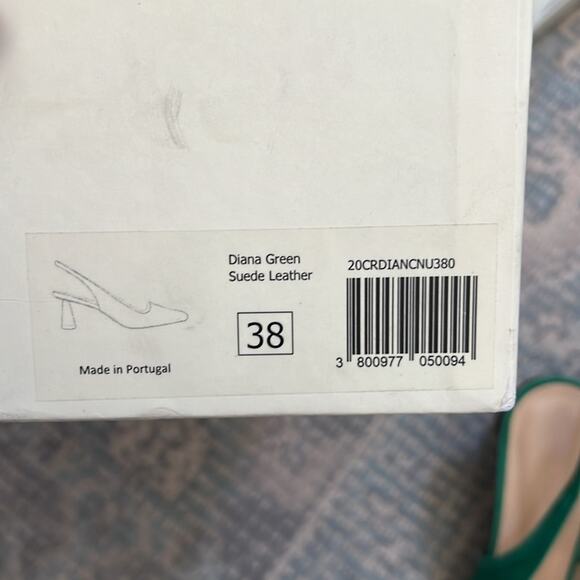 Diana Green
Suede Leather
38
Made in Portugal
20CRDIANCNU380
3 800977 050094